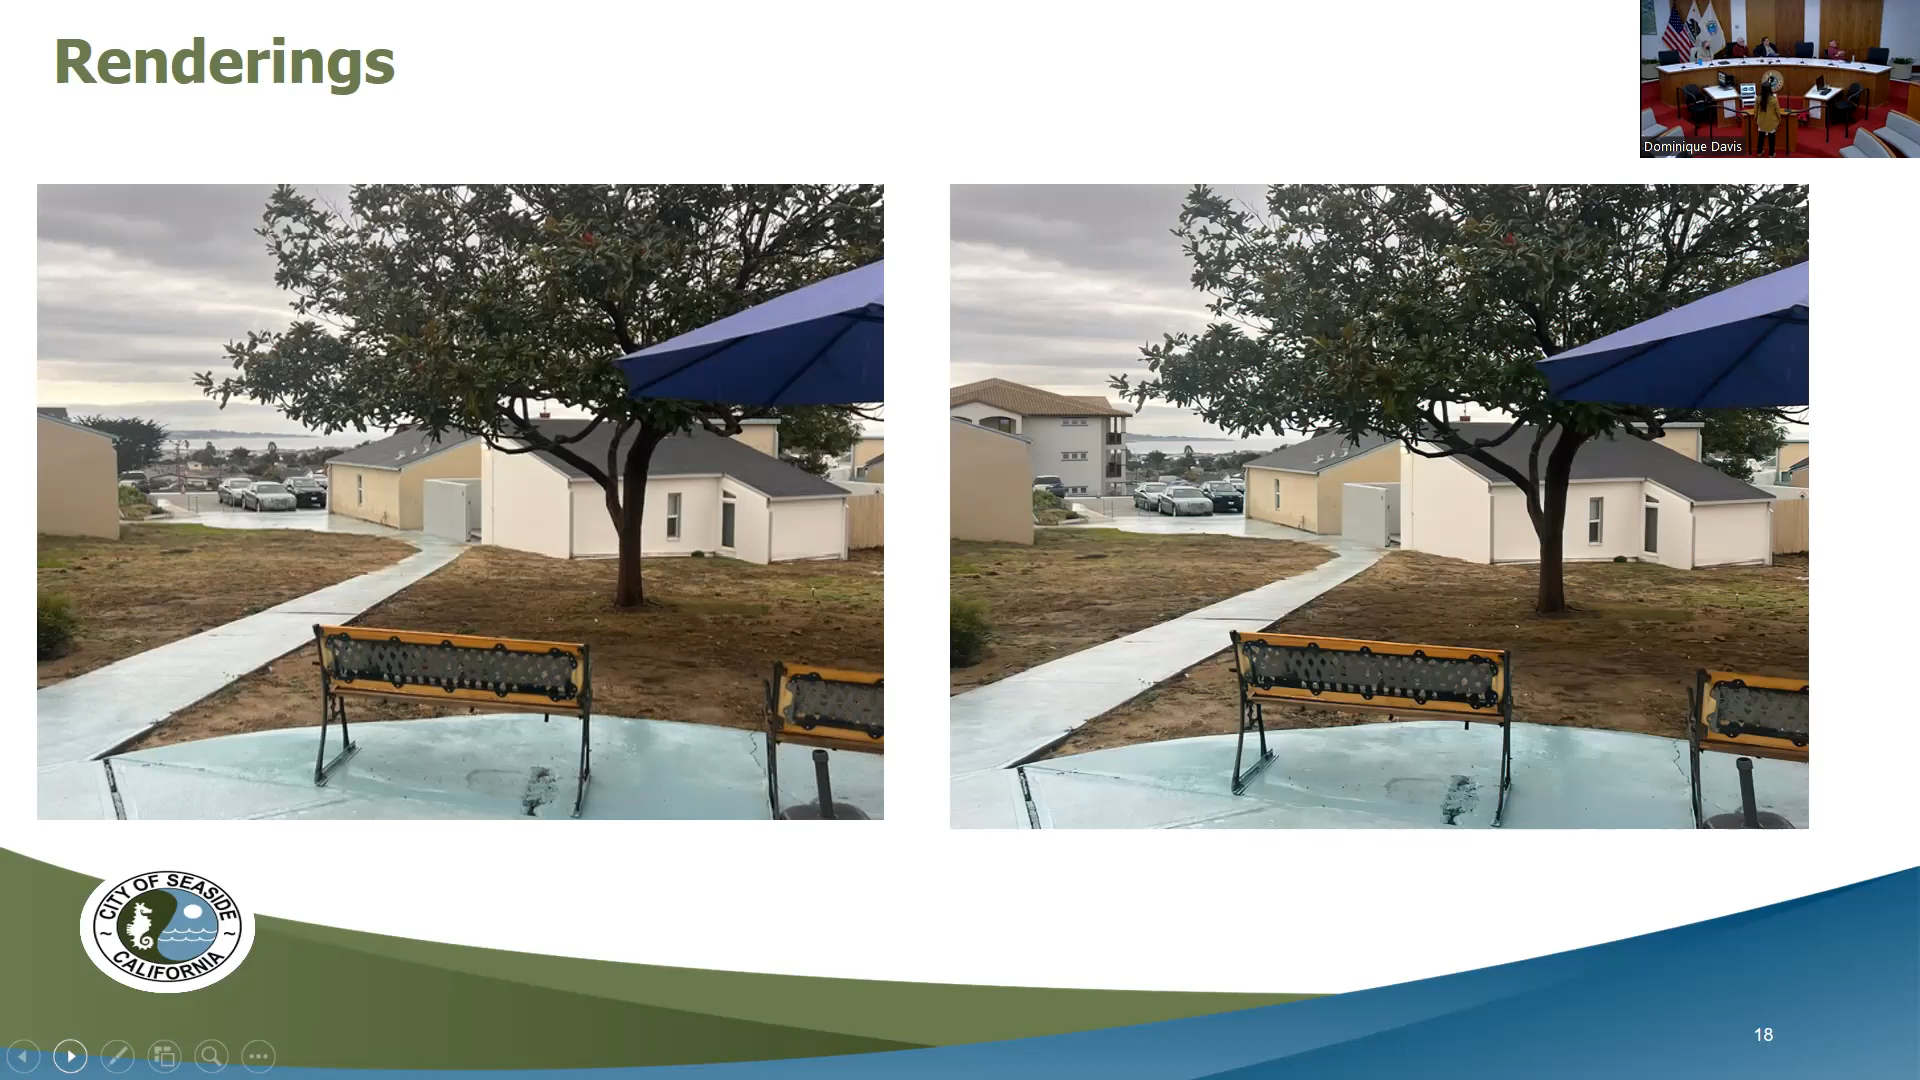 Renderings
Dominique Davis
CITY OF SEASIDE
CALIFORNIA
18